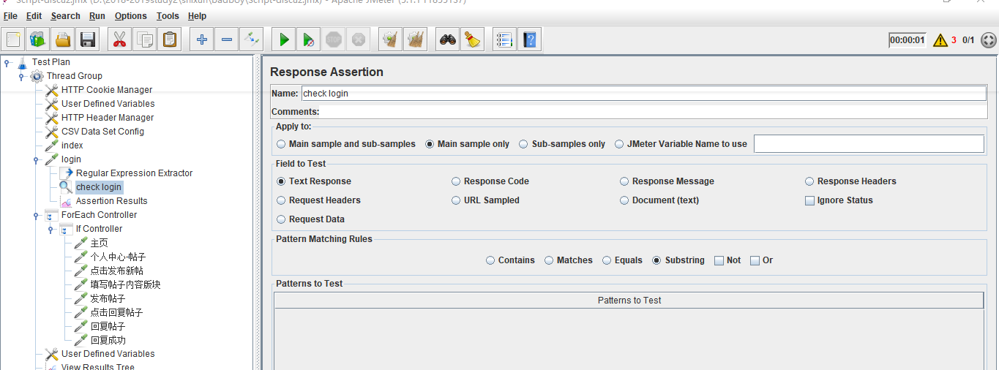 Script-discuz.jmx (D:\2018-2019study2\shixun\badboy\Script-discuz.jmx) - Apache JMeter (5.1.1 r1855137)
File Edit Search Run Options Tools Help
00:00:01 3 0/1
Test Plan
Thread Group
HTTP Cookie Manager
User Defined Variables
HTTP Header Manager
CSV Data Set Config
index
login
Regular Expression Extractor
check login
Assertion Results
ForEach Controller
If Controller
主页
个人中心-帖子
点击发布新帖
填写帖子内容版块
发布帖子
点击回复帖子
回复帖子
回复成功
User Defined Variables
View Results Tree
Response Assertion
Name: check login
Comments:
Apply to:
Main sample and sub-samples Main sample only Sub-samples only JMeter Variable Name to use
Field to Test
Text Response Response Code Response Message Response Headers
Request Headers URL Sampled Document (text) Ignore Status
Request Data
Pattern Matching Rules
Contains Matches Equals Substring Not Or
Patterns to Test
Patterns to Test